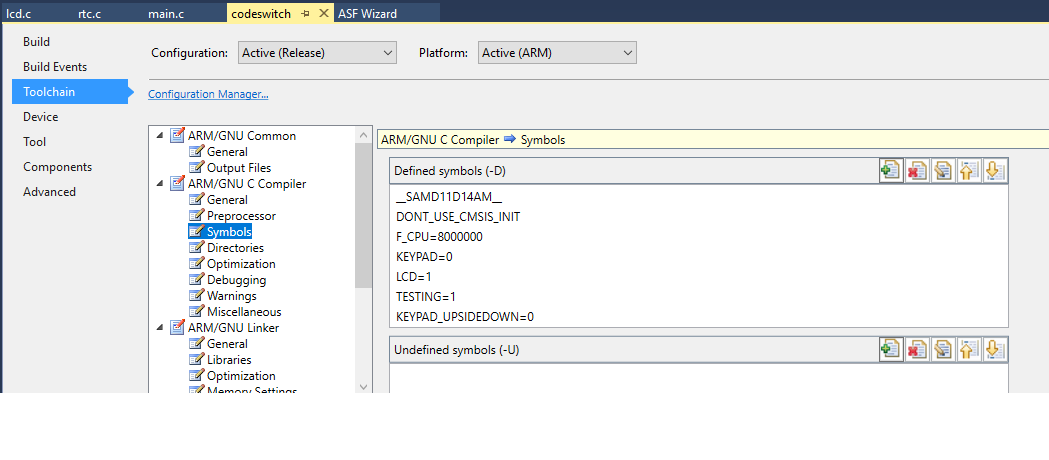 lcd.c rtc.c main.c codeswitch ASF Wizard
Build
Build Events
Toolchain
Device
Tool
Components
Advanced
Configuration: Active (Release) Platform: Active (ARM)
Configuration Manager...
ARM/GNU Common
General
Output Files
ARM/GNU C Compiler
General
Preprocessor
Symbols
Directories
Optimization
Debugging
Warnings
Miscellaneous
ARM/GNU Linker
General
Libraries
Optimization
Memory Settings
ARM/GNU C Compiler Symbols
Defined symbols (-D)
__SAMD11D14AM__
DONT_USE_CMSIS_INIT
F_CPU=8000000
KEYPAD=0
LCD=1
TESTING=1
KEYPAD_UPSIDEDOWN=0
Undefined symbols (-U)